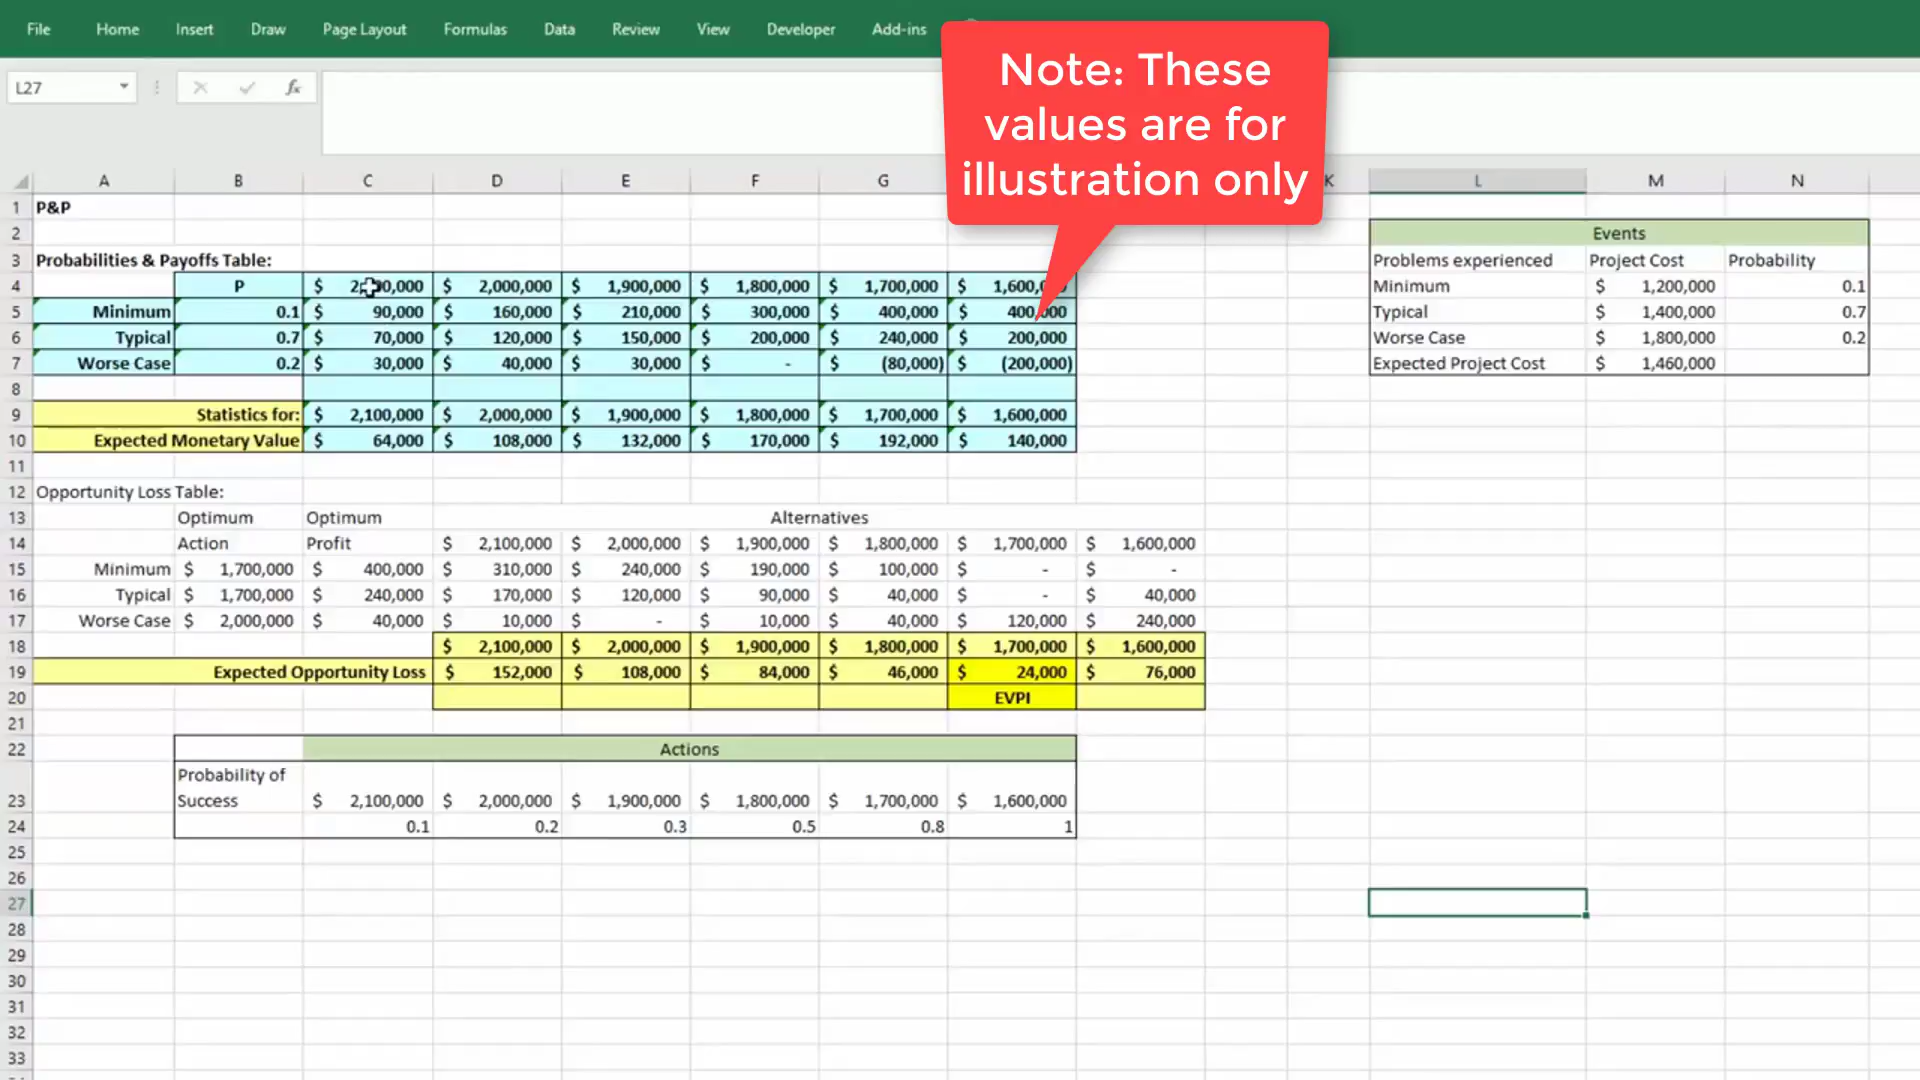 File Home Insert Draw Page Layout Formulas Data Review View Developer Add-ins
Note: These
values are for
illustration only
L27 fx
A B C D E F G K L M N
1 P&P
2 Events
3 Probabilities & Payoffs Table: Problems experienced Project Cost Probability
4 P $ $ 2,000,000 $ 1,900,000 $ 1,800,000 $ 1,700,000 $ Minimum $ 1,200,000 0.1
5 Minimum 0.1 $ 90,000 $ 160,000 $ 210,000 $ 300,000 $ 400,000 $ 400,000 Typical $ 1,400,000 0.7
6 Typical 0.7 $ 70,000 $ 120,000 $ 150,000 $ 200,000 $ 240,000 $ 200,000 Worse Case $ 1,800,000 0.2
7 Worse Case 0.2 $ 30,000 $ 40,000 $ 30,000 $ - $ (80,000) $ (200,000) Expected Project Cost $ 1,460,000
8
9 Statistics for: $ 2,100,000 $ 2,000,000 $ 1,900,000 $ 1,800,000 $ 1,700,000 $ 1,600,000
10 Expected Monetary Value $ 64,000 $ 108,000 $ 132,000 $ 170,000 $ 192,000 $ 140,000
11
12 Opportunity Loss Table:
13 Optimum Optimum Alternatives
14 Action Profit $ 2,100,000 $ 2,000,000 $ 1,900,000 $ 1,800,000 $ 1,700,000 $ 1,600,000
15 Minimum $ 1,700,000 $ 400,000 $ 310,000 $ 240,000 $ 190,000 $ 100,000 $ - $ -
16 Typical $ 1,700,000 $ 240,000 $ 170,000 $ 120,000 $ 90,000 $ 40,000 $ - $ 40,000
17 Worse Case $ 2,000,000 $ 40,000 $ 10,000 $ - $ 10,000 $ 40,000 $ 120,000 $ 240,000
18 $ 2,100,000 $ 2,000,000 $ 1,900,000 $ 1,800,000 $ 1,700,000 $ 1,600,000
19 Expected Opportunity Loss $ 152,000 $ 108,000 $ 84,000 $ 46,000 $ 24,000 $ 76,000
20 EVPI
21
22 Actions
Probability of
23 Success $ 2,100,000 $ 2,000,000 $ 1,900,000 $ 1,800,000 $ 1,700,000 $ 1,600,000
24 0.1 0.2 0.3 0.5 0.8 1
25
26
27
28
29
30
31
32
33